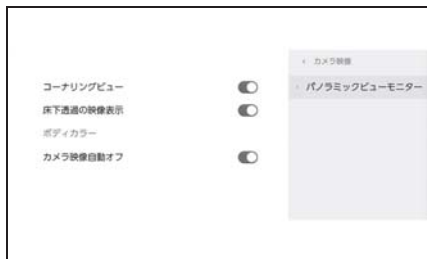 カメラ映像
コーナリングビュー
パノラミックビューモニター
床下透過の映像表示
ボディカラー
カメラ映像自動オフ